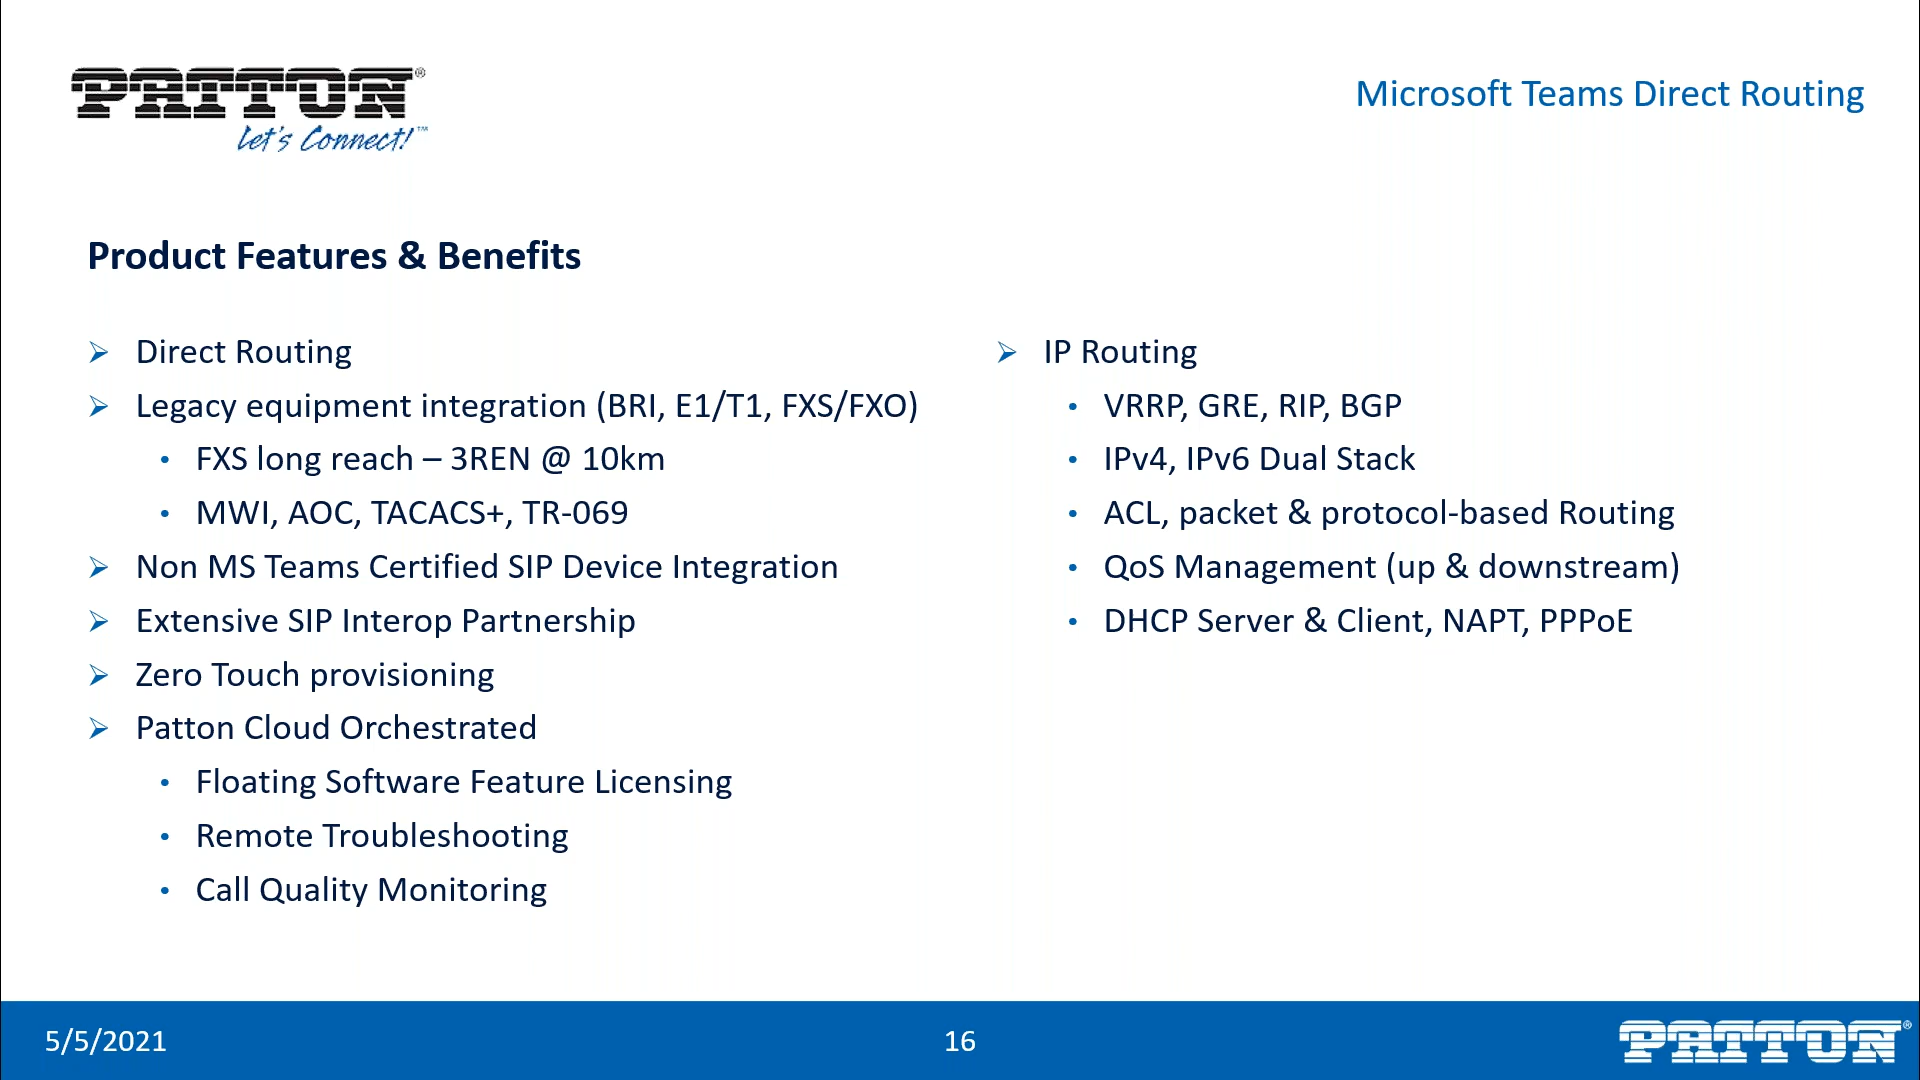 PATTON®
Let's Connect!™
Microsoft Teams Direct Routing
Product Features & Benefits
➢ Direct Routing
➢ Legacy equipment integration (BRI, E1/T1, FXS/FXO)
• FXS long reach – 3REN @ 10km
• MWI, AOC, TACACS+, TR-069
➢ Non MS Teams Certified SIP Device Integration
➢ Extensive SIP Interop Partnership
➢ Zero Touch provisioning
➢ Patton Cloud Orchestrated
• Floating Software Feature Licensing
• Remote Troubleshooting
• Call Quality Monitoring
➢ IP Routing
• VRRP, GRE, RIP, BGP
• IPv4, IPv6 Dual Stack
• ACL, packet & protocol-based Routing
• QoS Management (up & downstream)
• DHCP Server & Client, NAPT, PPPoE
5/5/2021
16
PATTON®